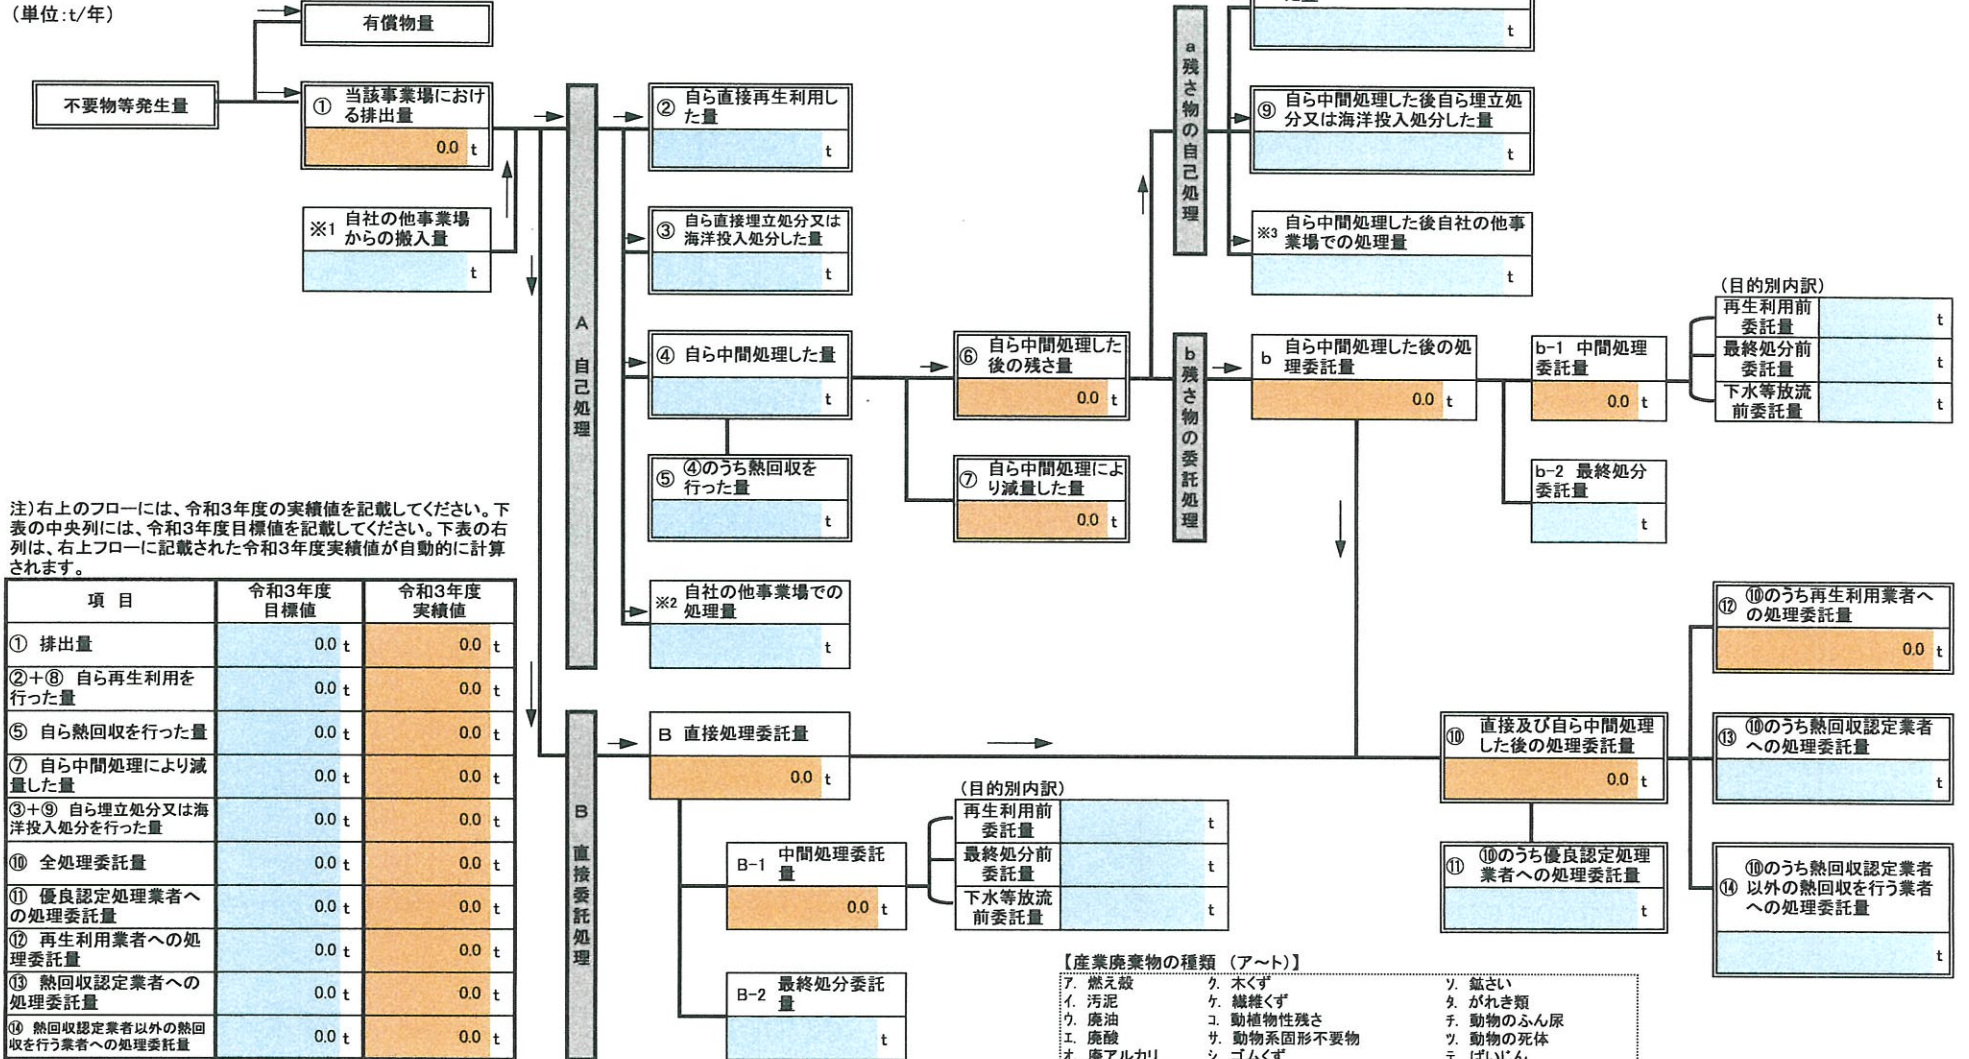 (単位:t/年)
有償物量
不要物等発生量
① 当該事業場におけ
る排出量
0.0 t
※1 自社の他事業場
からの搬入量
t
A 自己処理
② 自ら直接再生利用し
た量
t
③ 自ら直接埋立処分又は
海洋投入処分した量
t
④ 自ら中間処理した量
t
⑤ ④のうち熱回収を
行った量
t
※2 自社の他事業場での
処理量
t
⑥ 自ら中間処理した
後の残さ量
0.0 t
⑦ 自ら中間処理によ
り減量した量
0.0 t
a 残さ物の自己処理
t
⑨ 自ら中間処理した後自ら埋立処
分又は海洋投入処分した量
t
※3 自ら中間処理した後自社の他事
業場での処理量
t
b 残さ物の委託処理
b 自ら中間処理した後の処
理委託量
0.0 t
b-1 中間処理
委託量
0.0 t
b-2 最終処分
委託量
t
(目的別内訳)
再生利用前
委託量
t
最終処分前
委託量
t
下水等放流
前委託量
t
注)右上のフローには、令和3年度の実績値を記載してください。下
表の中央列には、令和3年度目標値を記載してください。下表の右
列は、右上フローに記載された令和3年度実績値が自動的に計算
されます。
項 目 令和3年度 目標値 令和3年度 実績値
① 排出量 0.0 t 0.0 t
②+⑧ 自ら再生利用を
行った量 0.0 t 0.0 t
⑤ 自ら熱回収を行った量 0.0 t 0.0 t
⑦ 自ら中間処理により減
量した量 0.0 t 0.0 t
③+⑨ 自ら埋立処分又は海
洋投入処分を行った量 0.0 t 0.0 t
⑩ 全処理委託量 0.0 t 0.0 t
⑪ 優良認定処理業者へ
の処理委託量 0.0 t 0.0 t
⑫ 再生利用業者への処
理委託量 0.0 t 0.0 t
⑬ 熱回収認定業者への
処理委託量 0.0 t 0.0 t
⑭ 熱回収認定業者以外の熱回
収を行う業者への処理委託量 0.0 t 0.0 t
B 直接委託処理
B 直接処理委託量
0.0 t
B-1 中間処理委託
量
0.0 t
B-2 最終処分委託
量
t
(目的別内訳)
再生利用前
委託量
t
最終処分前
委託量
t
下水等放流
前委託量
t
⑩ 直接及び自ら中間処理
した後の処理委託量
0.0 t
⑪ ⑩のうち優良認定処理
業者への処理委託量
t
⑫ ⑩のうち再生利用業者へ
の処理委託量
0.0 t
⑬ ⑩のうち熱回収認定業者
への処理委託量
t
⑭ ⑩のうち熱回収認定業者
以外の熱回収を行う業者
への処理委託量
t
【産業廃棄物の種類 (ア~ト)】
ア. 燃え殻 ク. 木くず ソ. 鉱さい
イ. 汚泥 ケ. 繊維くず タ. がれき類
ウ. 廃油 コ. 動植物性残さ チ. 動物のふん尿
エ. 廃酸 サ. 動物系固形不要物 ツ. 動物の死体
オ. 廃アルカリ シ. ゴムくず テ. ばいじん